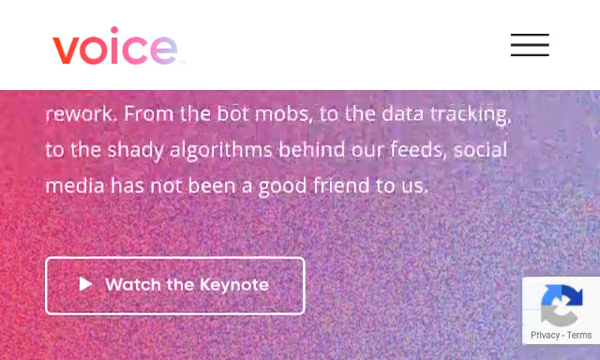 voice
rework. From the bot mobs, to the data tracking,
to the shady algorithms behind our feeds, social
media has not been a good friend to us.
Watch the Keynote
Privacy - Terms